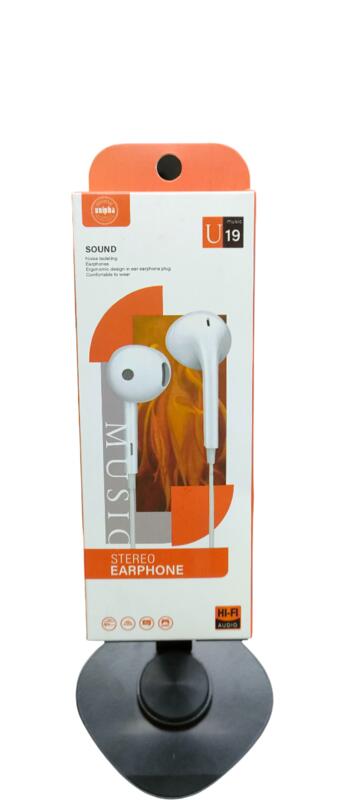 unipha
music
U 19
SOUND
Noise isolating
Earphones
Ergonomic design in ear earphone plug
Comfortable to wear
MUSIC
STEREO
EARPHONE
HI-FI
AUDIO